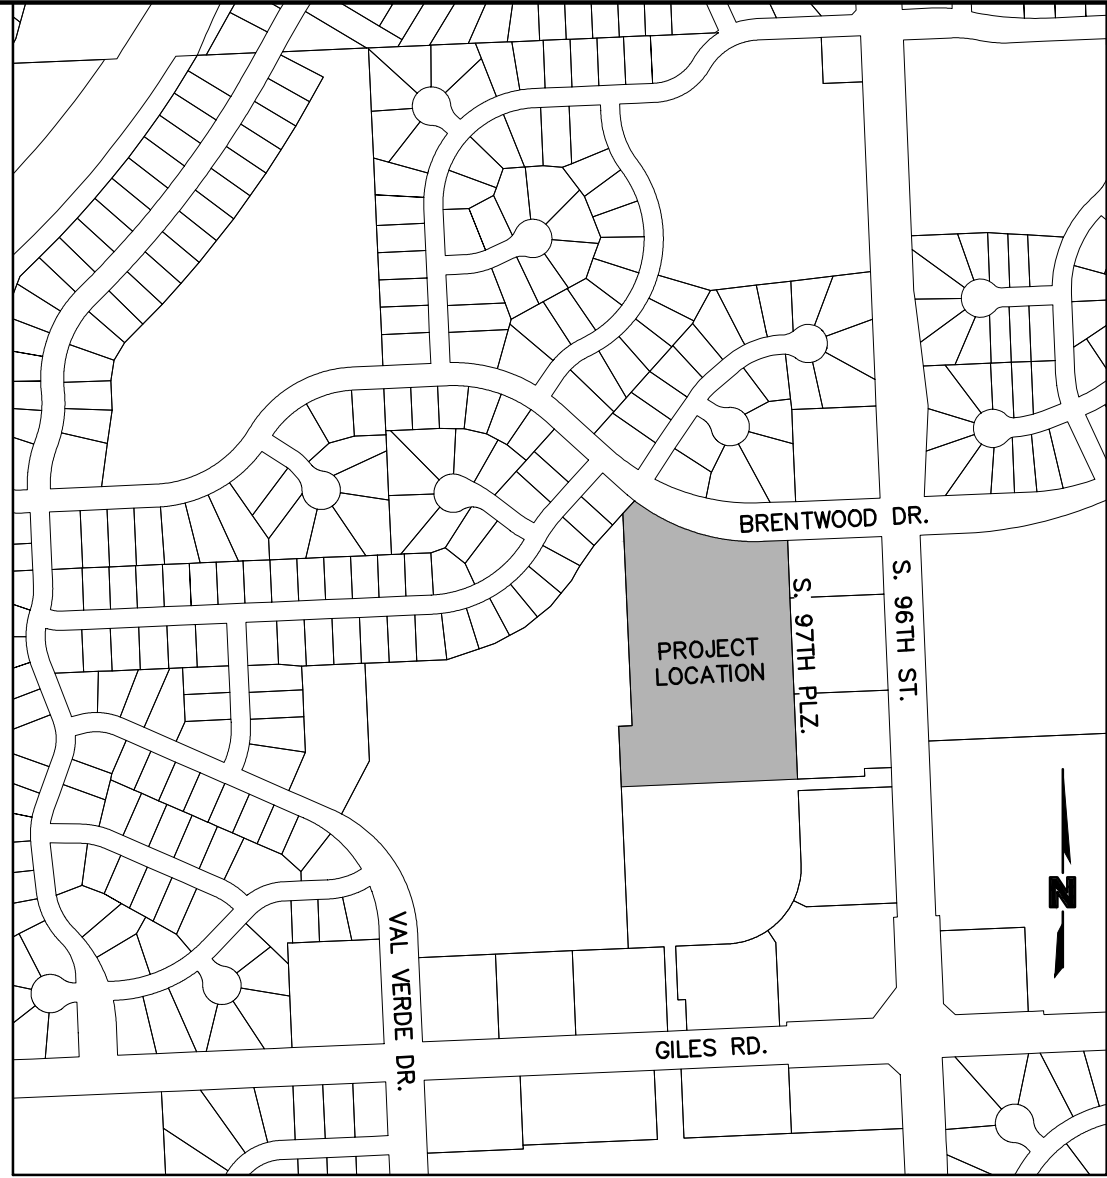 BRENTWOOD DR.
S. 96TH ST.
S. 97TH PLZ.
PROJECT
LOCATION
N
VAL VERDE DR.
GILES RD.